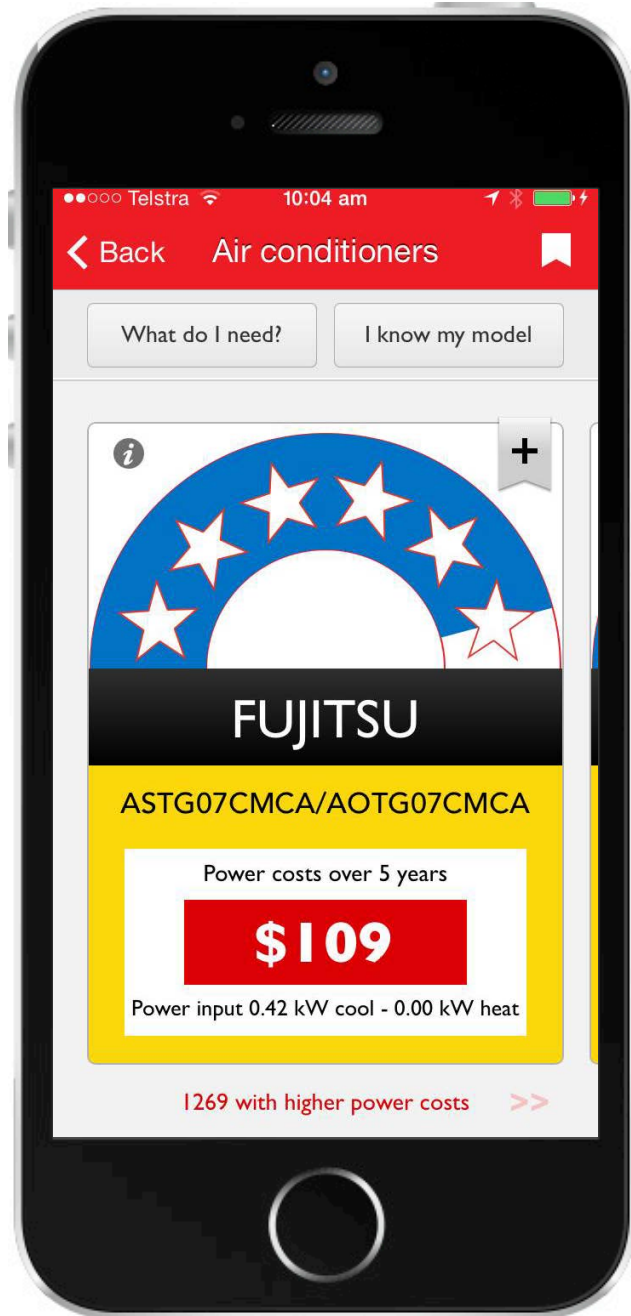 ●●○○○ Telstra 10:04 am
Back Air conditioners
What do I need? I know my model
i +
FUJITSU
ASTG07CMCA/AOTG07CMCA
Power costs over 5 years
$109
Power input 0.42 kW cool - 0.00 kW heat
1269 with higher power costs >>